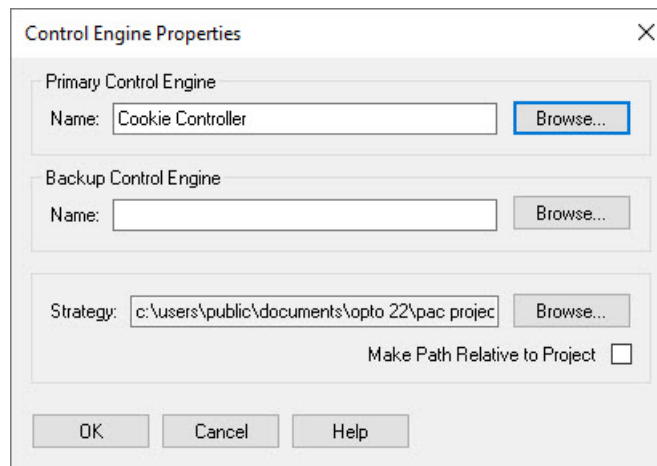 Control Engine Properties
Primary Control Engine
Name: Cookie Controller Browse...
Backup Control Engine
Name: Browse...
Strategy: c:\users\public\documents\opto 22\pac projec Browse...
Make Path Relative to Project
OK Cancel Help